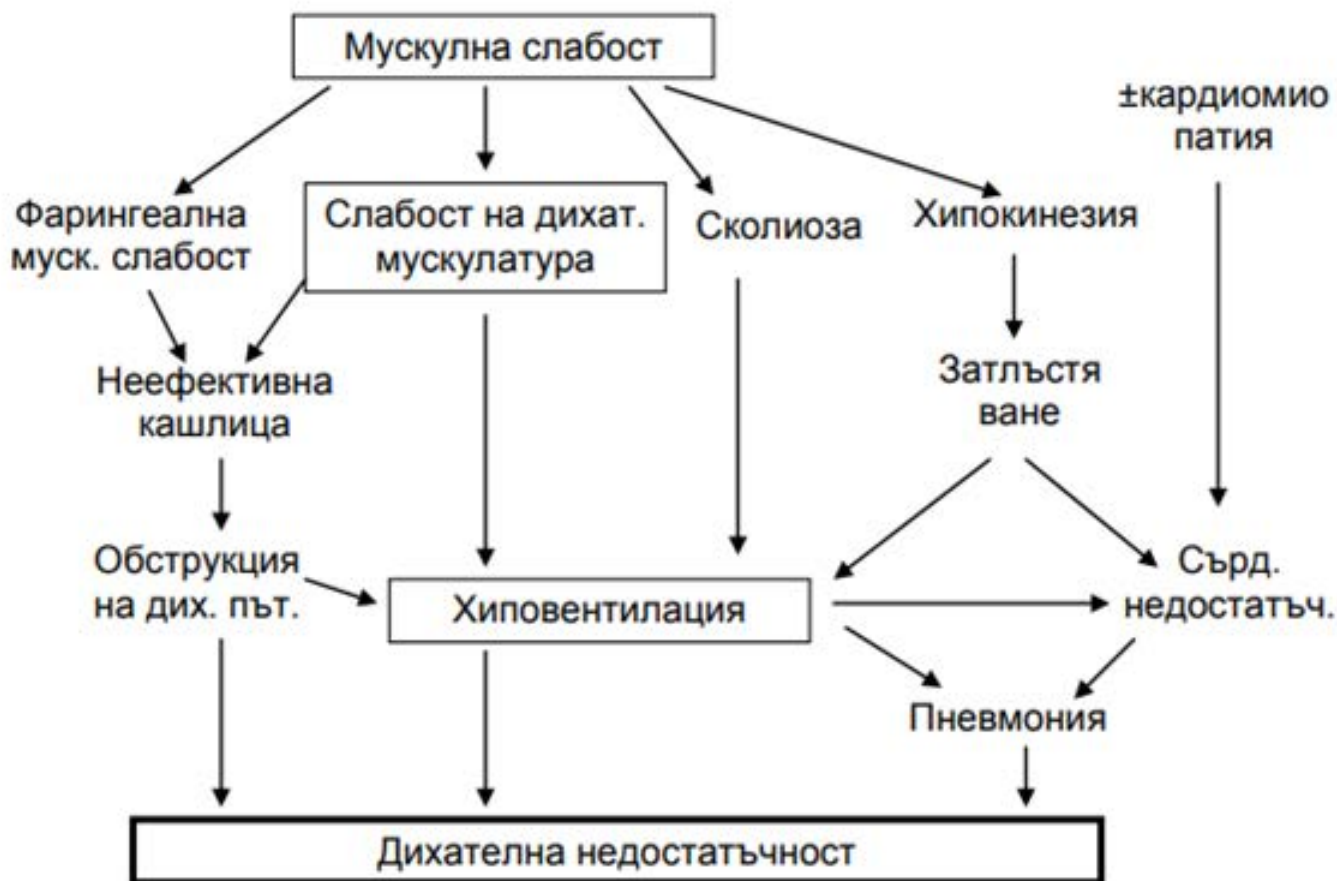 Мускулна слабост
±кардиомио
патия
Фарингеална
муск. слабост
Слабост на дихат.
мускулатура
Сколиоза
Хипокинезия
Неефективна
кашлица
Затлъстя
ване
Обструкция
на дих. път.
Хиповентилация
Сърд.
недостатъч.
Пневмония
Дихателна недостатъчност